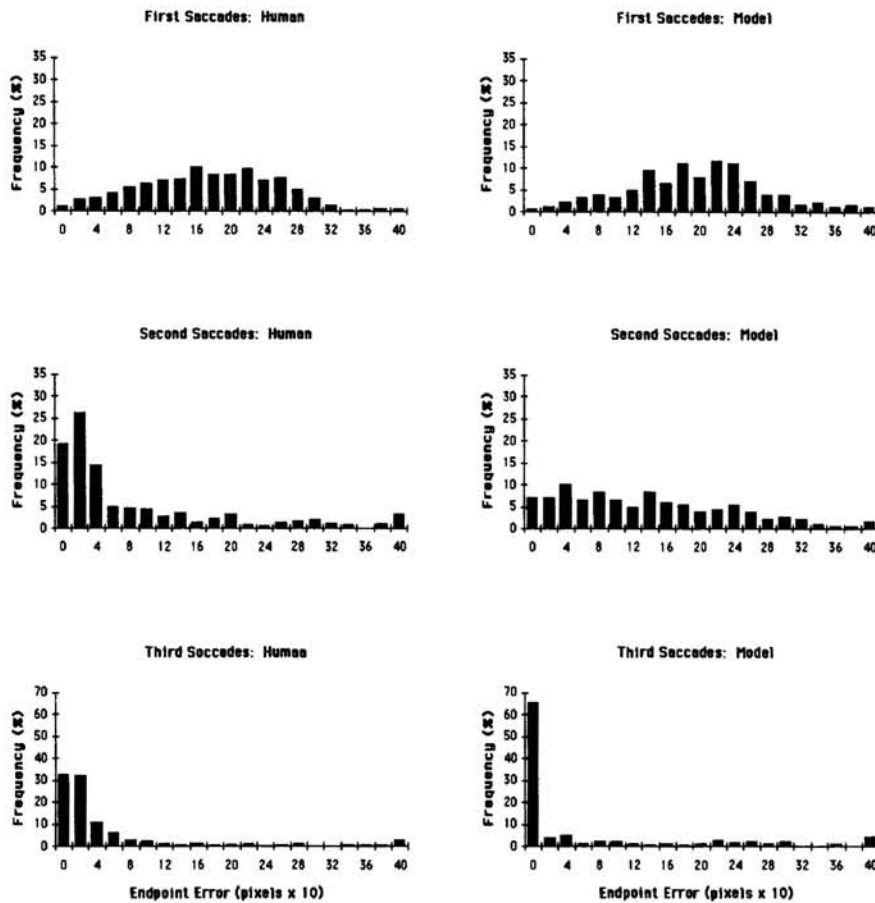 First Saccades: Human
Frequency (%)
35
30
25
20
15
10
5
0
0 4 8 12 16 20 24 28 32 36 40
First Saccedes: Model
Frequency (%)
35
30
25
20
15
10
5
0
0 4 8 12 16 20 24 28 32 36 40
Second Saccades: Human
Frequency (%)
35
30
25
20
15
10
5
0
0 4 8 12 16 20 24 28 32 36 40
Second Saccades: Model
Frequency (%)
35
30
25
20
15
10
5
0
0 4 8 12 16 20 24 28 32 36 40
Third Saccades: Human
Frequency (%)
70
60
50
40
30
20
10
0
0 4 8 12 16 20 24 28 32 36 40
Endpoint Error (pixels x 10)
Third Saccades: Model
Frequency (%)
70
60
50
40
30
20
10
0
0 4 8 12 16 20 24 28 32 36 40
Endpoint Error (pixels x 10)